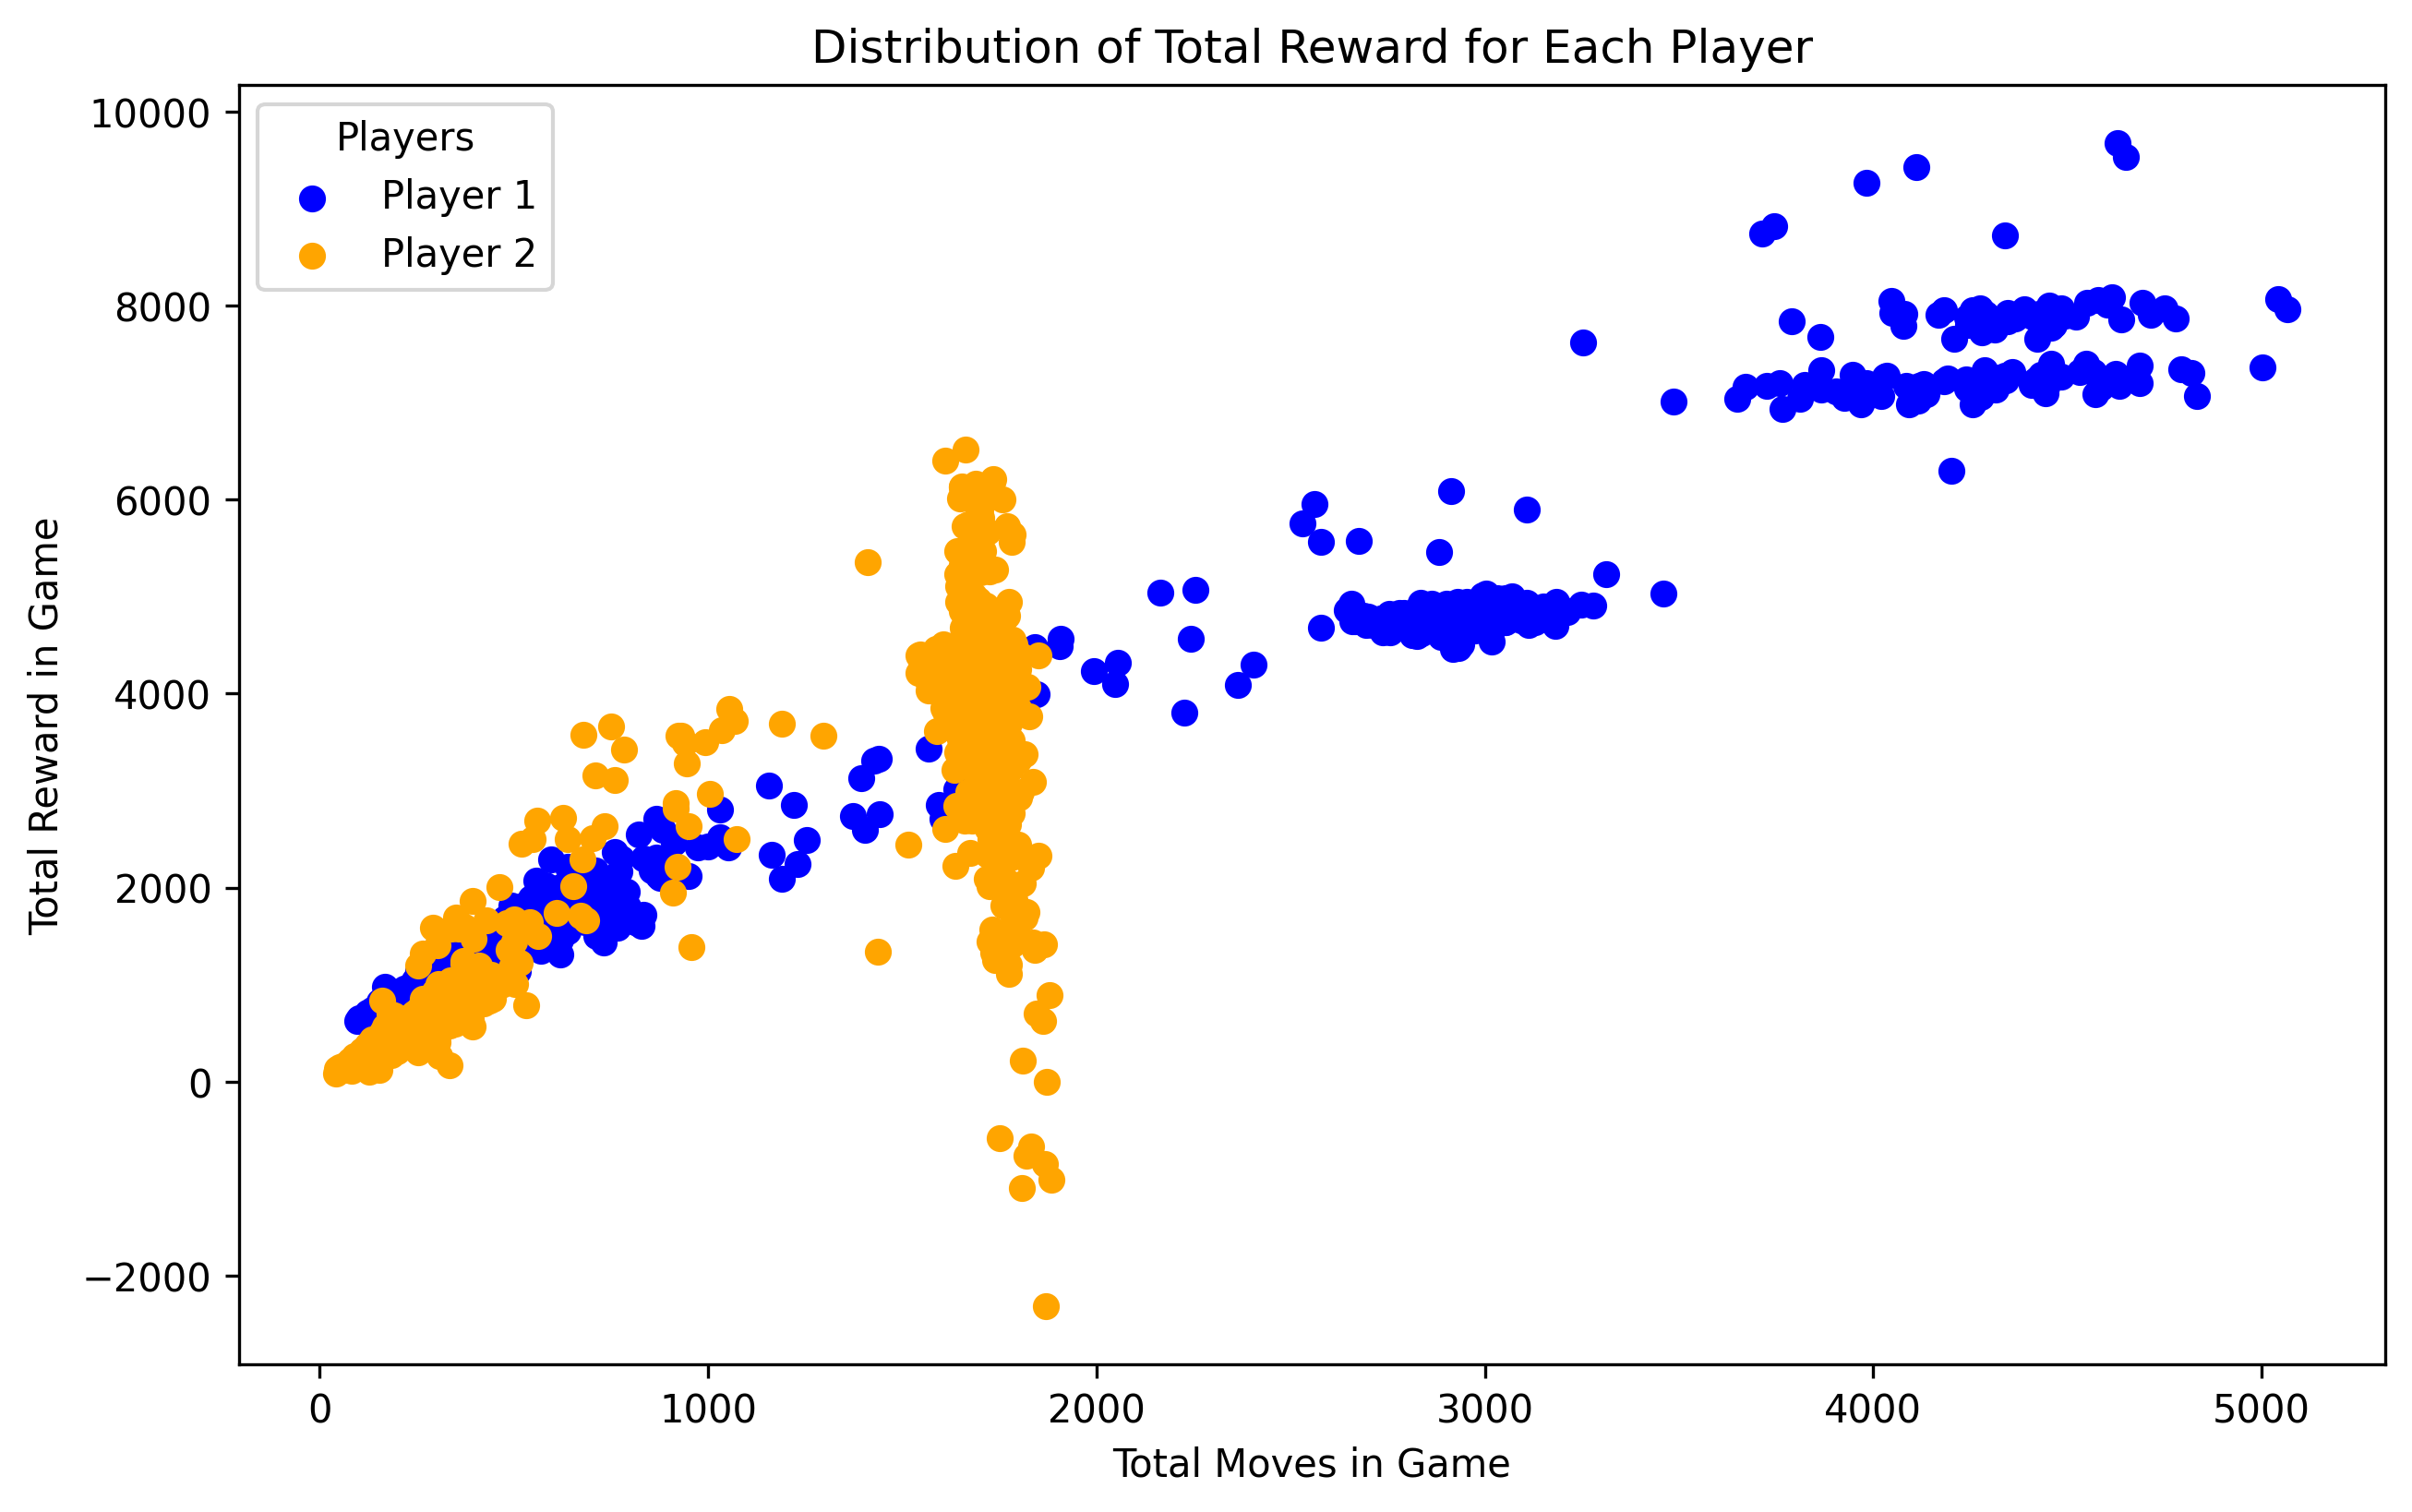 Distribution of Total Reward for Each Player
10000
8000
6000
4000
2000
0
−2000
Total Reward in Game
Players
Player 1
Player 2
0 1000 2000 3000 4000 5000
Total Moves in Game